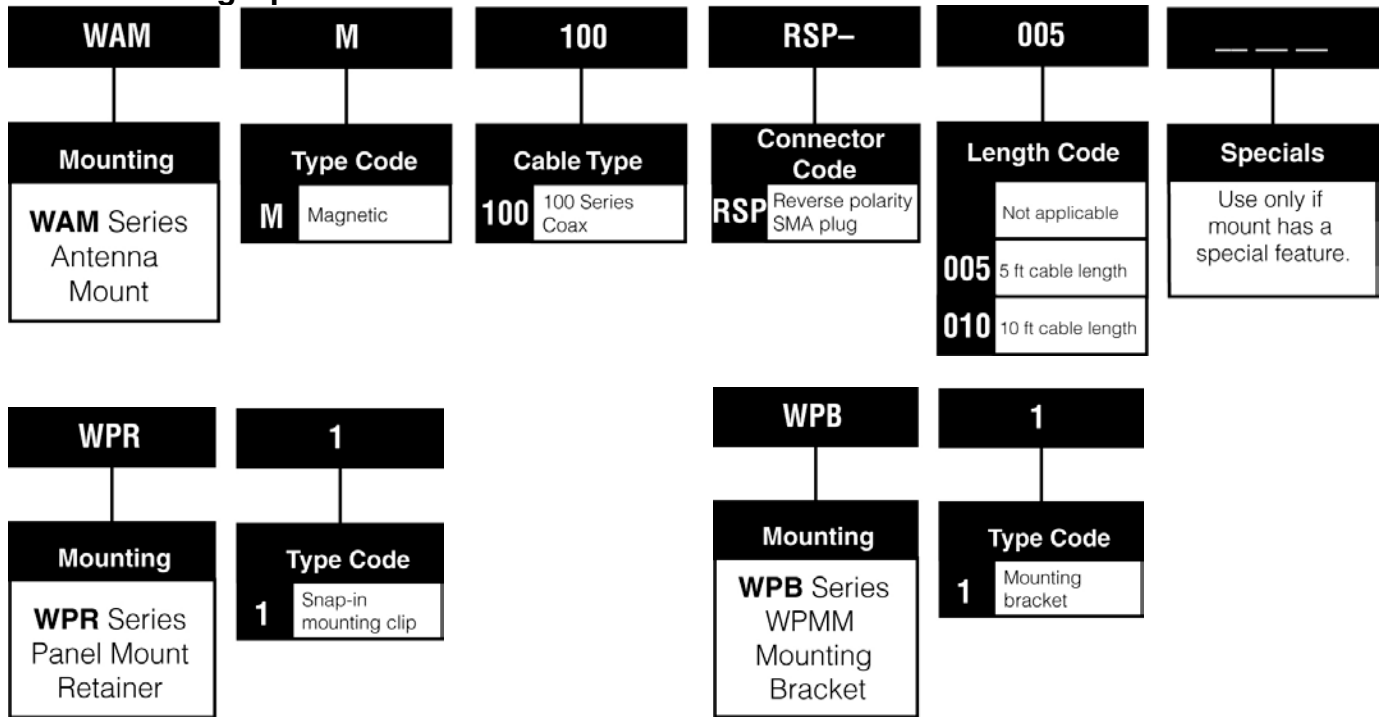 WAM M 100 RSP– 005 __ __ __
Mounting
WAM Series
Antenna
Mount
Type Code
M Magnetic
Cable Type
100 100 Series
Coax
Connector
Code
RSP Reverse polarity
SMA plug
Length Code
Not applicable
005 5 ft cable length
010 10 ft cable length
Specials
Use only if
mount has a
special feature.
WPR 1
Mounting
WPR Series
Panel Mount
Retainer
Type Code
1 Snap-in
mounting clip
WPB 1
Mounting
WPB Series
WPMM
Mounting
Bracket
Type Code
1 Mounting
bracket